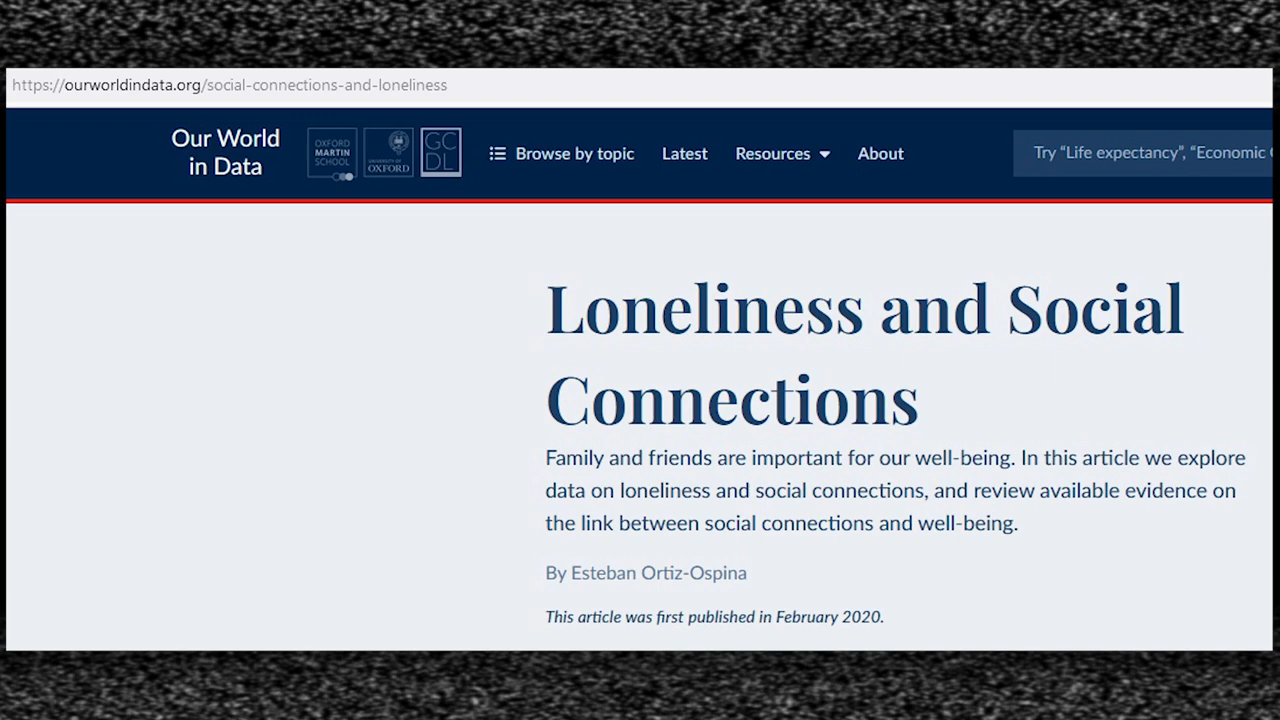 https://ourworldindata.org/social-connections-and-loneliness
Our World
in Data
OXFORD
MARTIN
SCHOOL
UNIVERSITY OF
OXFORD
GC
DL
Browse by topic
Latest
Resources
About
Try “Life expectancy”, “Economic
Loneliness and Social
Connections
Family and friends are important for our well-being. In this article we explore
data on loneliness and social connections, and review available evidence on
the link between social connections and well-being.
By Esteban Ortiz-Ospina
This article was first published in February 2020.